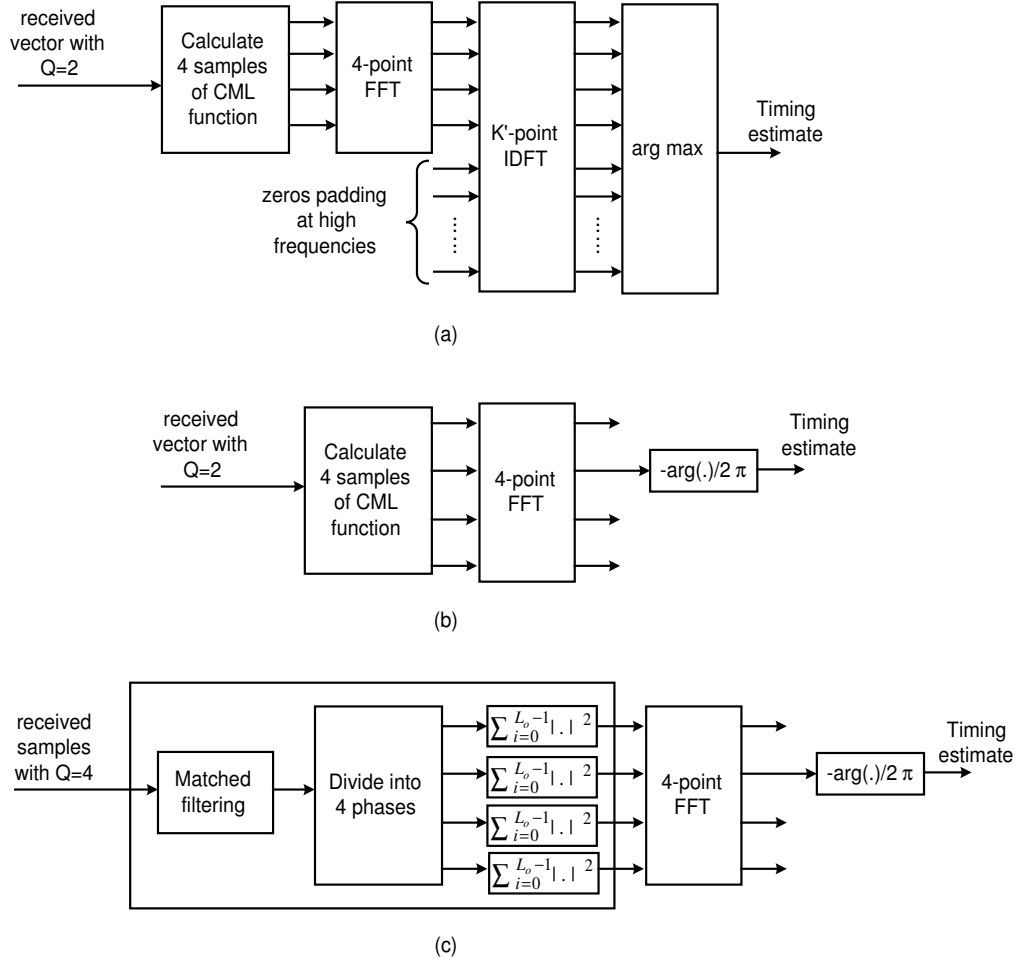 received
vector with
Q=2
Calculate
4 samples
of CML
function
4-point
FFT
zeros padding
at high
frequencies
K'-point
IDFT
arg max
Timing
estimate
(a)
received
vector with
Q=2
Calculate
4 samples
of CML
function
4-point
FFT
-arg(.)/2 π
Timing
estimate
(b)
received
samples
with Q=4
Matched
filtering
Divide into
4 phases
∑_{i=0}^{L_o-1} | . | ^2
∑_{i=0}^{L_o-1} | . | ^2
∑_{i=0}^{L_o-1} | . | ^2
∑_{i=0}^{L_o-1} | . | ^2
4-point
FFT
-arg(.)/2 π
Timing
estimate
(c)